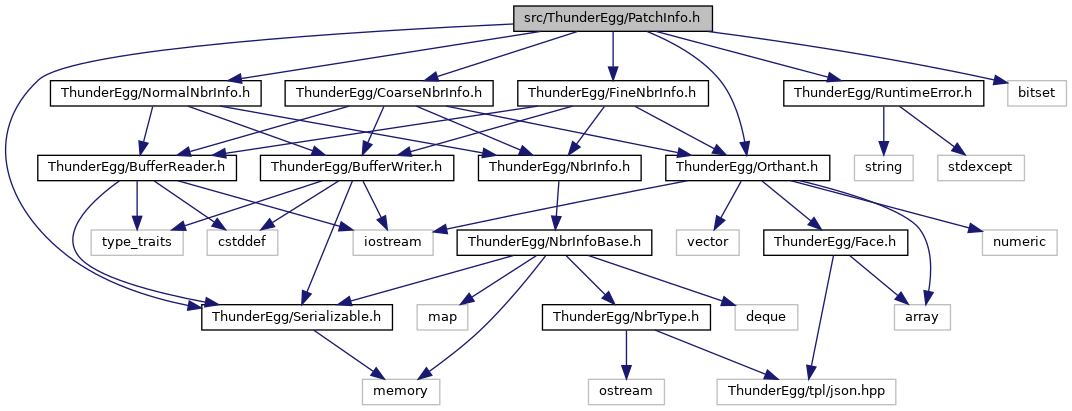 src/ThunderEgg/PatchInfo.h
ThunderEgg/NormalNbrInfo.h
ThunderEgg/CoarseNbrInfo.h
ThunderEgg/FineNbrInfo.h
ThunderEgg/RuntimeError.h
bitset
ThunderEgg/BufferReader.h
ThunderEgg/BufferWriter.h
ThunderEgg/NbrInfo.h
ThunderEgg/Orthant.h
string
stdexcept
type_traits
cstddef
iostream
ThunderEgg/NbrInfoBase.h
vector
ThunderEgg/Face.h
numeric
ThunderEgg/Serializable.h
map
ThunderEgg/NbrType.h
deque
array
memory
ostream
ThunderEgg/tpl/json.hpp